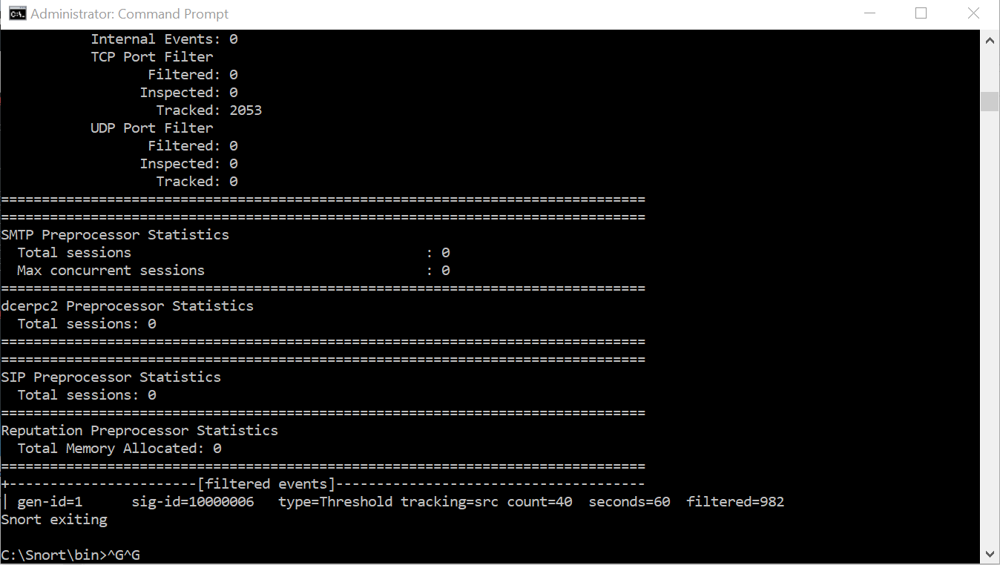 Administrator: Command Prompt
Internal Events: 0
TCP Port Filter
Filtered: 0
Inspected: 0
Tracked: 2053
UDP Port Filter
Filtered: 0
Inspected: 0
Tracked: 0
===============================================================================
===============================================================================
SMTP Preprocessor Statistics
Total sessions : 0
Max concurrent sessions : 0
===============================================================================
dcerpc2 Preprocessor Statistics
Total sessions: 0
===============================================================================
===============================================================================
SIP Preprocessor Statistics
Total sessions: 0
===============================================================================
Reputation Preprocessor Statistics
Total Memory Allocated: 0
===============================================================================
+-----------------------[filtered events]--------------------------------------
| gen-id=1 sig-id=10000006 type=Threshold tracking=src count=40 seconds=60 filtered=982
Snort exiting
C:\Snort\bin>^G^G